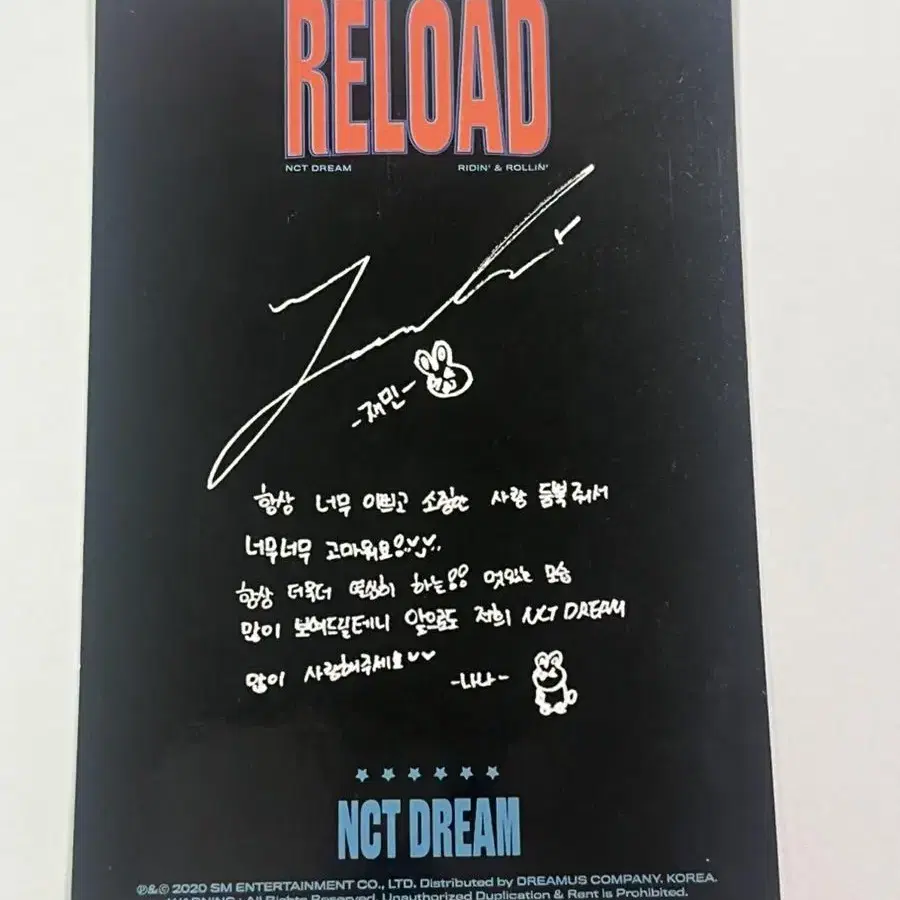 RELOAD
NCT DREAM RIDIN' & ROLLIN'
-재민-
항상 너무 이쁘고 소중한 사랑 듬뿍 줘서
너무너무 고마워요
항상 더욱더 열심히 하는 멋있는 모습
많이 보여드릴테니 앞으로도 저희 NCT DREAM
많이 사랑해주세요
-나나-
NCT DREAM
℗&© 2020 SM ENTERTAINMENT CO., LTD. Distributed by DREAMUS COMPANY. KOREA.
WARNING : All Rights Reserved. Unauthorized Duplication & Rent is Prohibited.